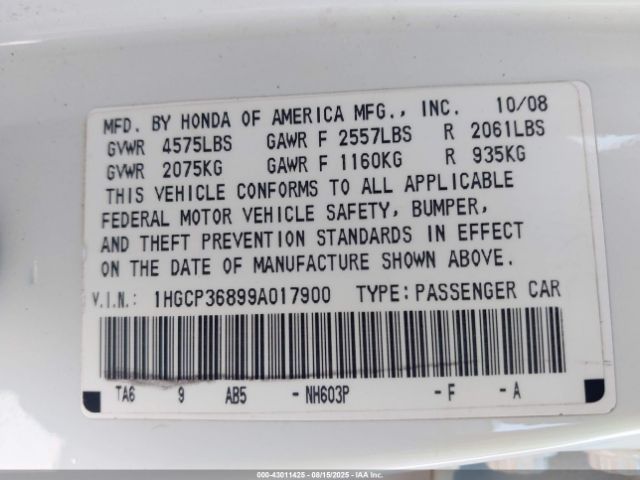 MFD. BY HONDA OF AMERICA MFG., INC. 10/08
GVWR 4575LBS GAWR F 2557LBS R 2061LBS
GVWR 2075KG GAWR F 1160KG R 935KG
THIS VEHICLE CONFORMS TO ALL APPLICABLE
FEDERAL MOTOR VEHICLE SAFETY, BUMPER,
AND THEFT PREVENTION STANDARDS IN EFFECT
ON THE DATE OF MANUFACTURE SHOWN ABOVE.
V.I.N.: 1HGCP36899A017900 TYPE: PASSENGER CAR
TA6 9 AB5 - NH603P - F - A
000-43011425 - 08/15/2025 - IAA Inc.